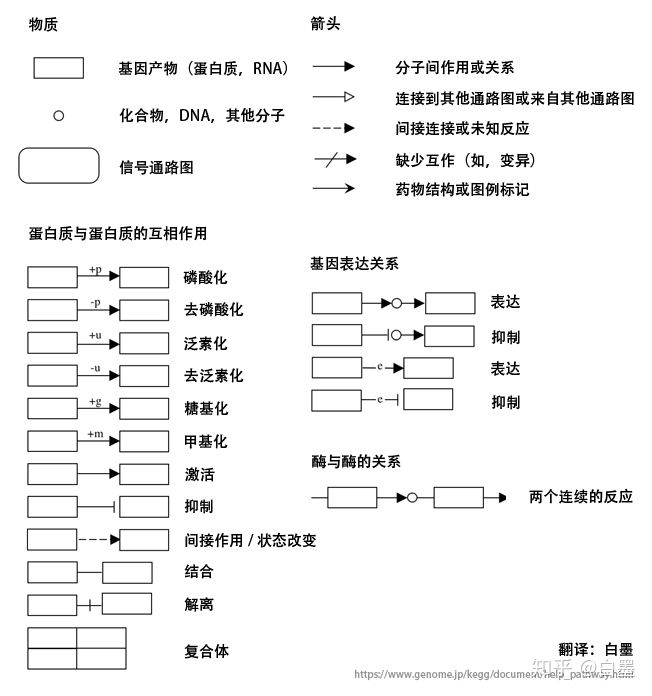 物质
基因产物（蛋白质，RNA）
化合物，DNA，其他分子
信号通路图
箭头
分子间作用或关系
连接到其他通路图或来自其他通路图
间接连接或未知反应
缺少互作（如，变异）
药物结构或图例标记
蛋白质与蛋白质的互相作用
+p 磷酸化
-p 去磷酸化
+u 泛素化
-u 去泛素化
+g 糖基化
+m 甲基化
激活
抑制
间接作用 / 状态改变
结合
解离
复合体
基因表达关系
表达
抑制
e 表达
e 抑制
酶与酶的关系
两个连续的反应
翻译：白墨
知乎 @白墨
https://www.genome.jp/kegg/document/help_pathway.html